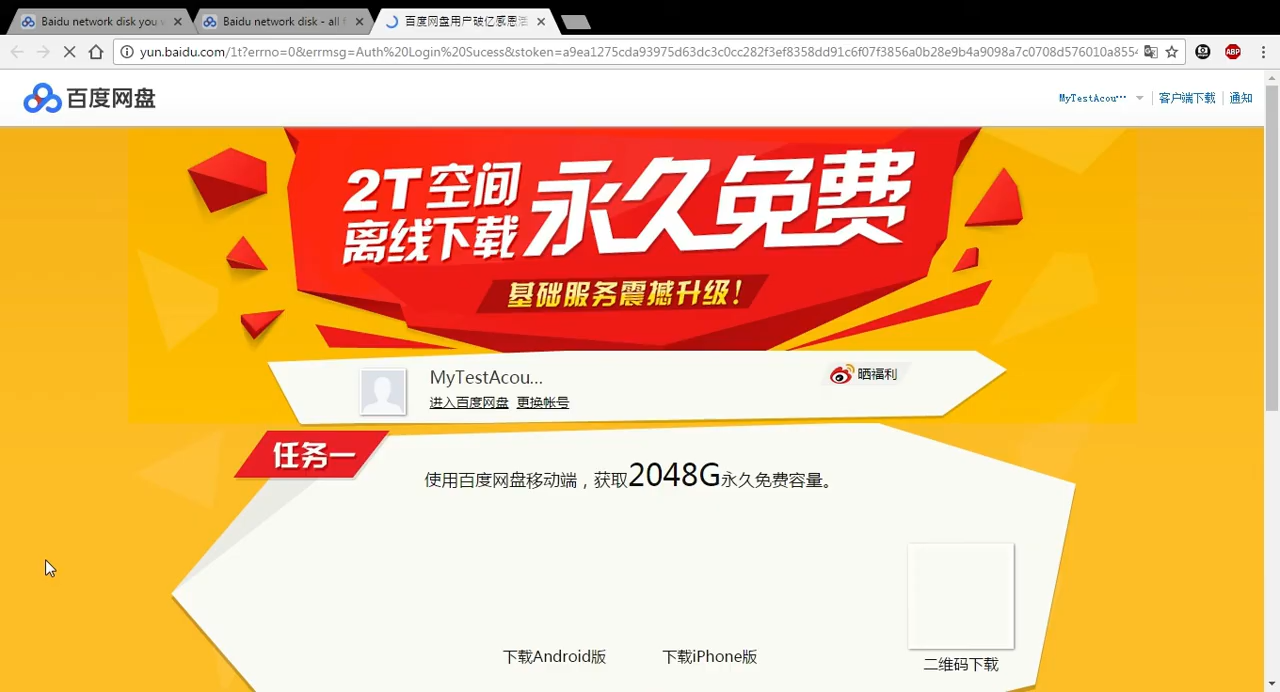 Baidu network disk you
Baidu network disk - all f
百度网盘用户破亿感恩活
yun.baidu.com/1t?errno=0&errmsg=Auth%20Login%20Sucess&stoken=a9ea1275cda93975d63dc3c0cc282f3ef8358dd91c6f07f3856a0b28e9b4a9098a7c0708d576010a8554
ABP
百度网盘
MyTestAcou…
客户端下载
通知
2T空间
离线下载
永久免费
基础服务震撼升级!
MyTestAcou...
晒福利
进入百度网盘 更换帐号
任务一
使用百度网盘移动端，获取2048G永久免费容量。
下载Android版
下载iPhone版
二维码下载